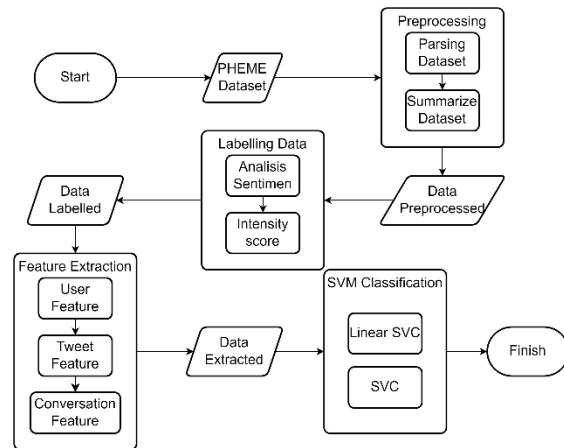 Start
PHEME
Dataset
Preprocessing
Parsing
Dataset
Summarize
Dataset
Data
Preprocessed
Labelling Data
Analisis
Sentimen
Intensity
score
Data
Labelled
Feature Extraction
User
Feature
Tweet
Feature
Conversation
Feature
Data
Extracted
SVM Classification
Linear SVC
SVC
Finish